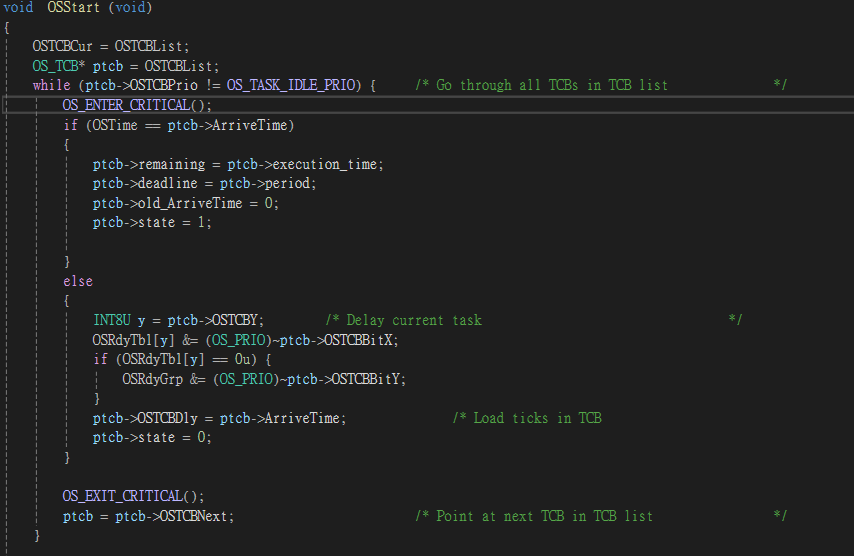 void  OSStart (void)
{
    OSTCBCur = OSTCBList;
    OS_TCB* ptcb = OSTCBList;
    while (ptcb->OSTCBPrio != OS_TASK_IDLE_PRIO) {     /* Go through all TCBs in TCB list              */
        OS_ENTER_CRITICAL();
        if (OSTime == ptcb->ArriveTime)
        {
            ptcb->remaining = ptcb->execution_time;
            ptcb->deadline = ptcb->period;
            ptcb->old_ArriveTime = 0;
            ptcb->state = 1;

        }
        else
        {
            INT8U y = ptcb->OSTCBY;        /* Delay current task                                 */
            OSRdyTbl[y] &= (OS_PRIO)~ptcb->OSTCBBitX;
            if (OSRdyTbl[y] == 0u) {
                OSRdyGrp &= (OS_PRIO)~ptcb->OSTCBBitY;
            }
            ptcb->OSTCBDly = ptcb->ArriveTime;              /* Load ticks in TCB
            ptcb->state = 0;
        }

        OS_EXIT_CRITICAL();
        ptcb = ptcb->OSTCBNext;                        /* Point at next TCB in TCB list                */
    }